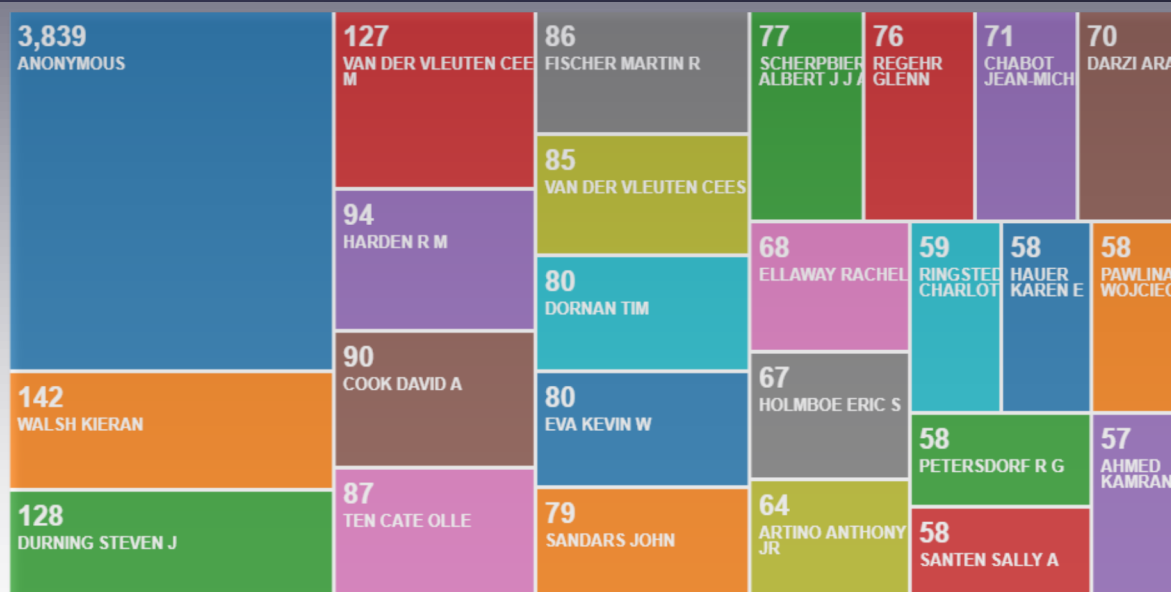 3,839
ANONYMOUS
142
WALSH KIERAN
128
DURNING STEVEN J
127
VAN DER VLEUTEN CEE
M
94
HARDEN R M
90
COOK DAVID A
87
TEN CATE OLLE
86
FISCHER MARTIN R
85
VAN DER VLEUTEN CEES
80
DORNAN TIM
80
EVA KEVIN W
79
SANDARS JOHN
77
SCHERPBIER
ALBERT J J A
76
REGEHR
GLENN
71
CHABOT
JEAN-MICH
70
DARZI ARA
68
ELLAWAY RACHEL
67
HOLMBOE ERIC S
64
ARTINO ANTHONY
JR
59
RINGSTED
CHARLOT
58
HAUER
KAREN E
58
PAWLINA
WOJCIEC
58
PETERSDORF R G
58
SANTEN SALLY A
57
AHMED
KAMRAN